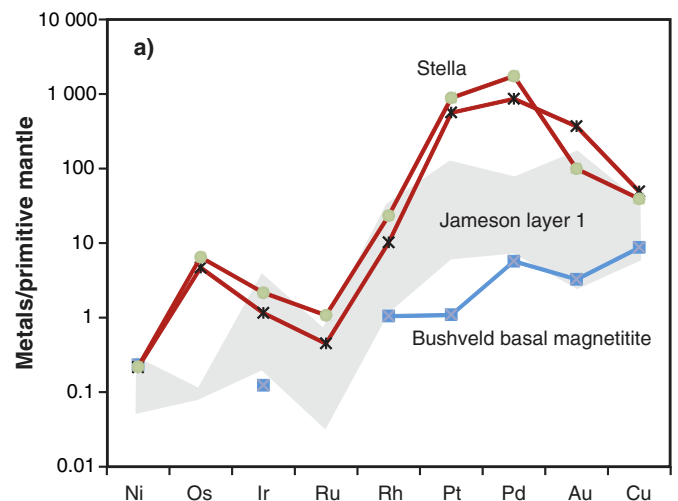 a)
Stella
Jameson layer 1
Bushveld basal magnetitite
Metals/primitive mantle
10 000
1 000
100
10
1
0.1
0.01
Ni Os Ir Ru Rh Pt Pd Au Cu